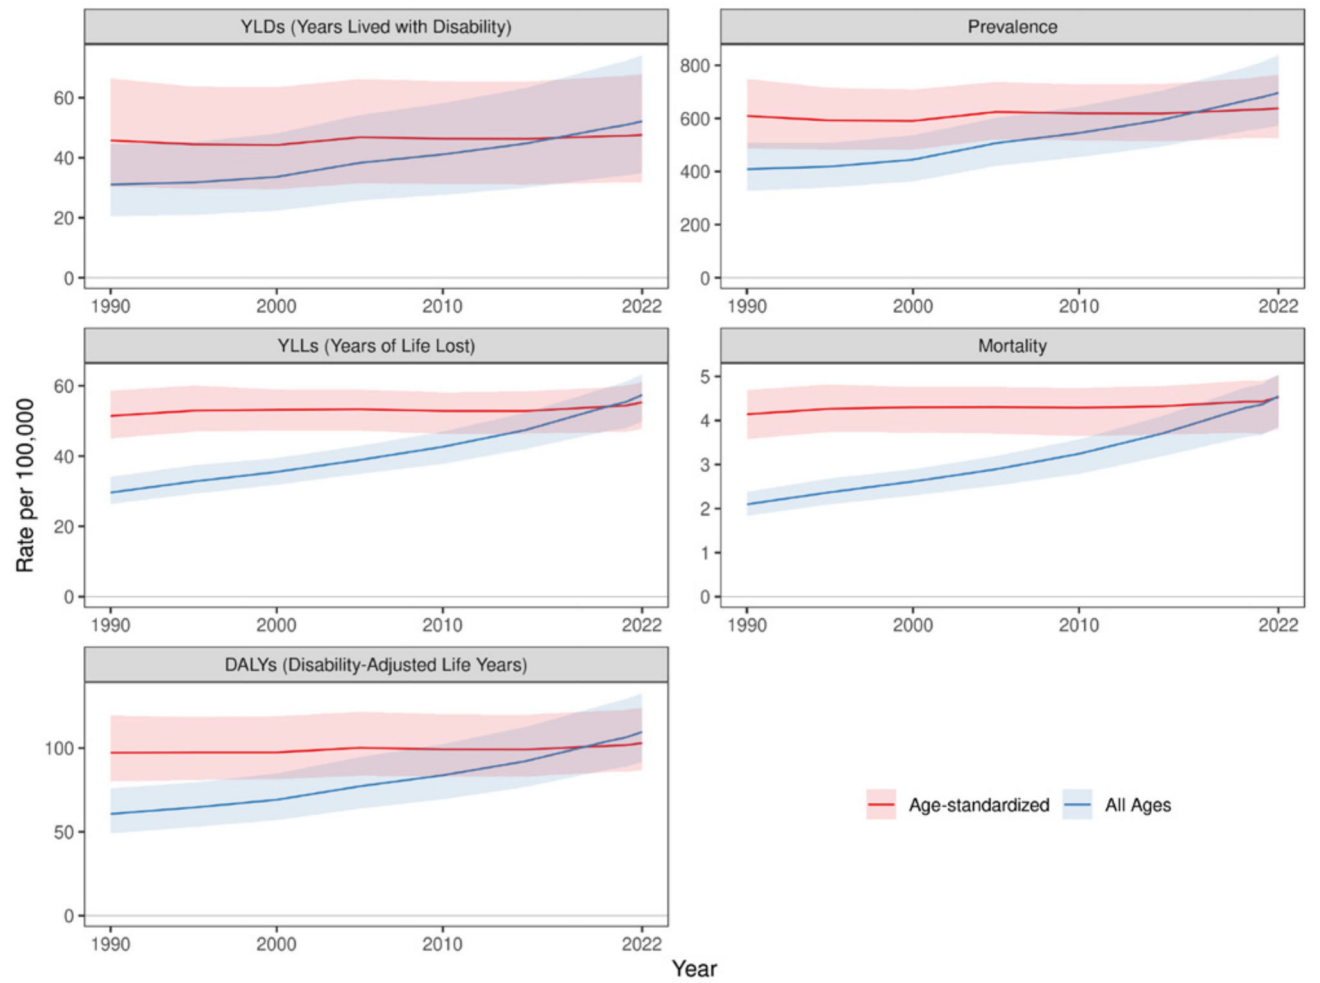 YLDs (Years Lived with Disability)
Prevalence
60
40
20
0
1990 2000 2010 2022
800
600
400
200
0
1990 2000 2010 2022
YLLs (Years of Life Lost)
Mortality
60
40
20
0
1990 2000 2010 2022
5
4
3
2
1
0
1990 2000 2010 2022
DALYs (Disability-Adjusted Life Years)
100
50
0
1990 2000 2010 2022
Rate per 100,000
Year
Age-standardized All Ages